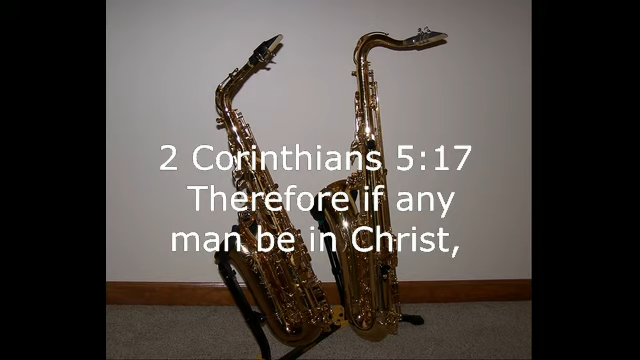 2 Corinthians 5:17
Therefore if any
man be in Christ,